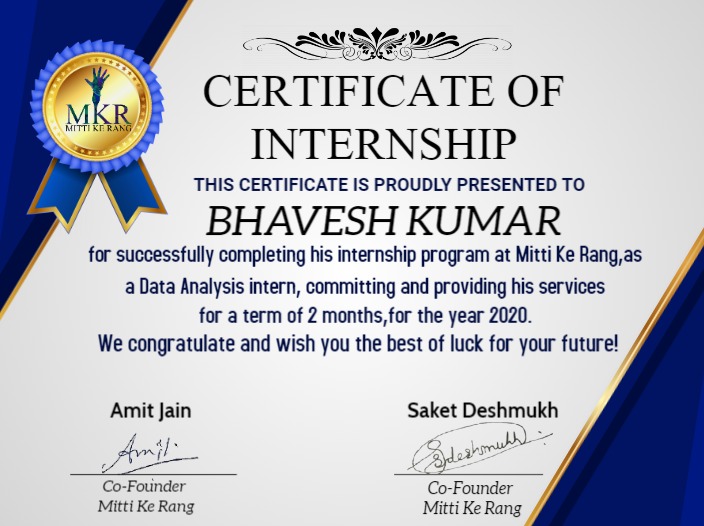 MKR
MITTI KE RANG
CERTIFICATE OF
INTERNSHIP
THIS CERTIFICATE IS PROUDLY PRESENTED TO
BHAVESH KUMAR
for successfully completing his internship program at Mitti Ke Rang,as
a Data Analysis intern, committing and providing his services
for a term of 2 months,for the year 2020.
We congratulate and wish you the best of luck for your future!
Amit Jain
Saket Deshmukh
Amit
Sdeshmukh
Co-Founder
Mitti Ke Rang
Co-Founder
Mitti Ke Rang